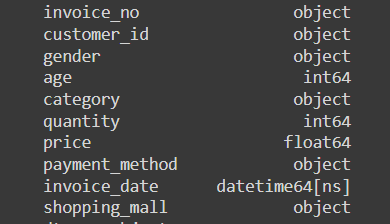 invoice_no object
customer_id object
gender object
age int64
category object
quantity int64
price float64
payment_method object
invoice_date datetime64[ns]
shopping_mall object